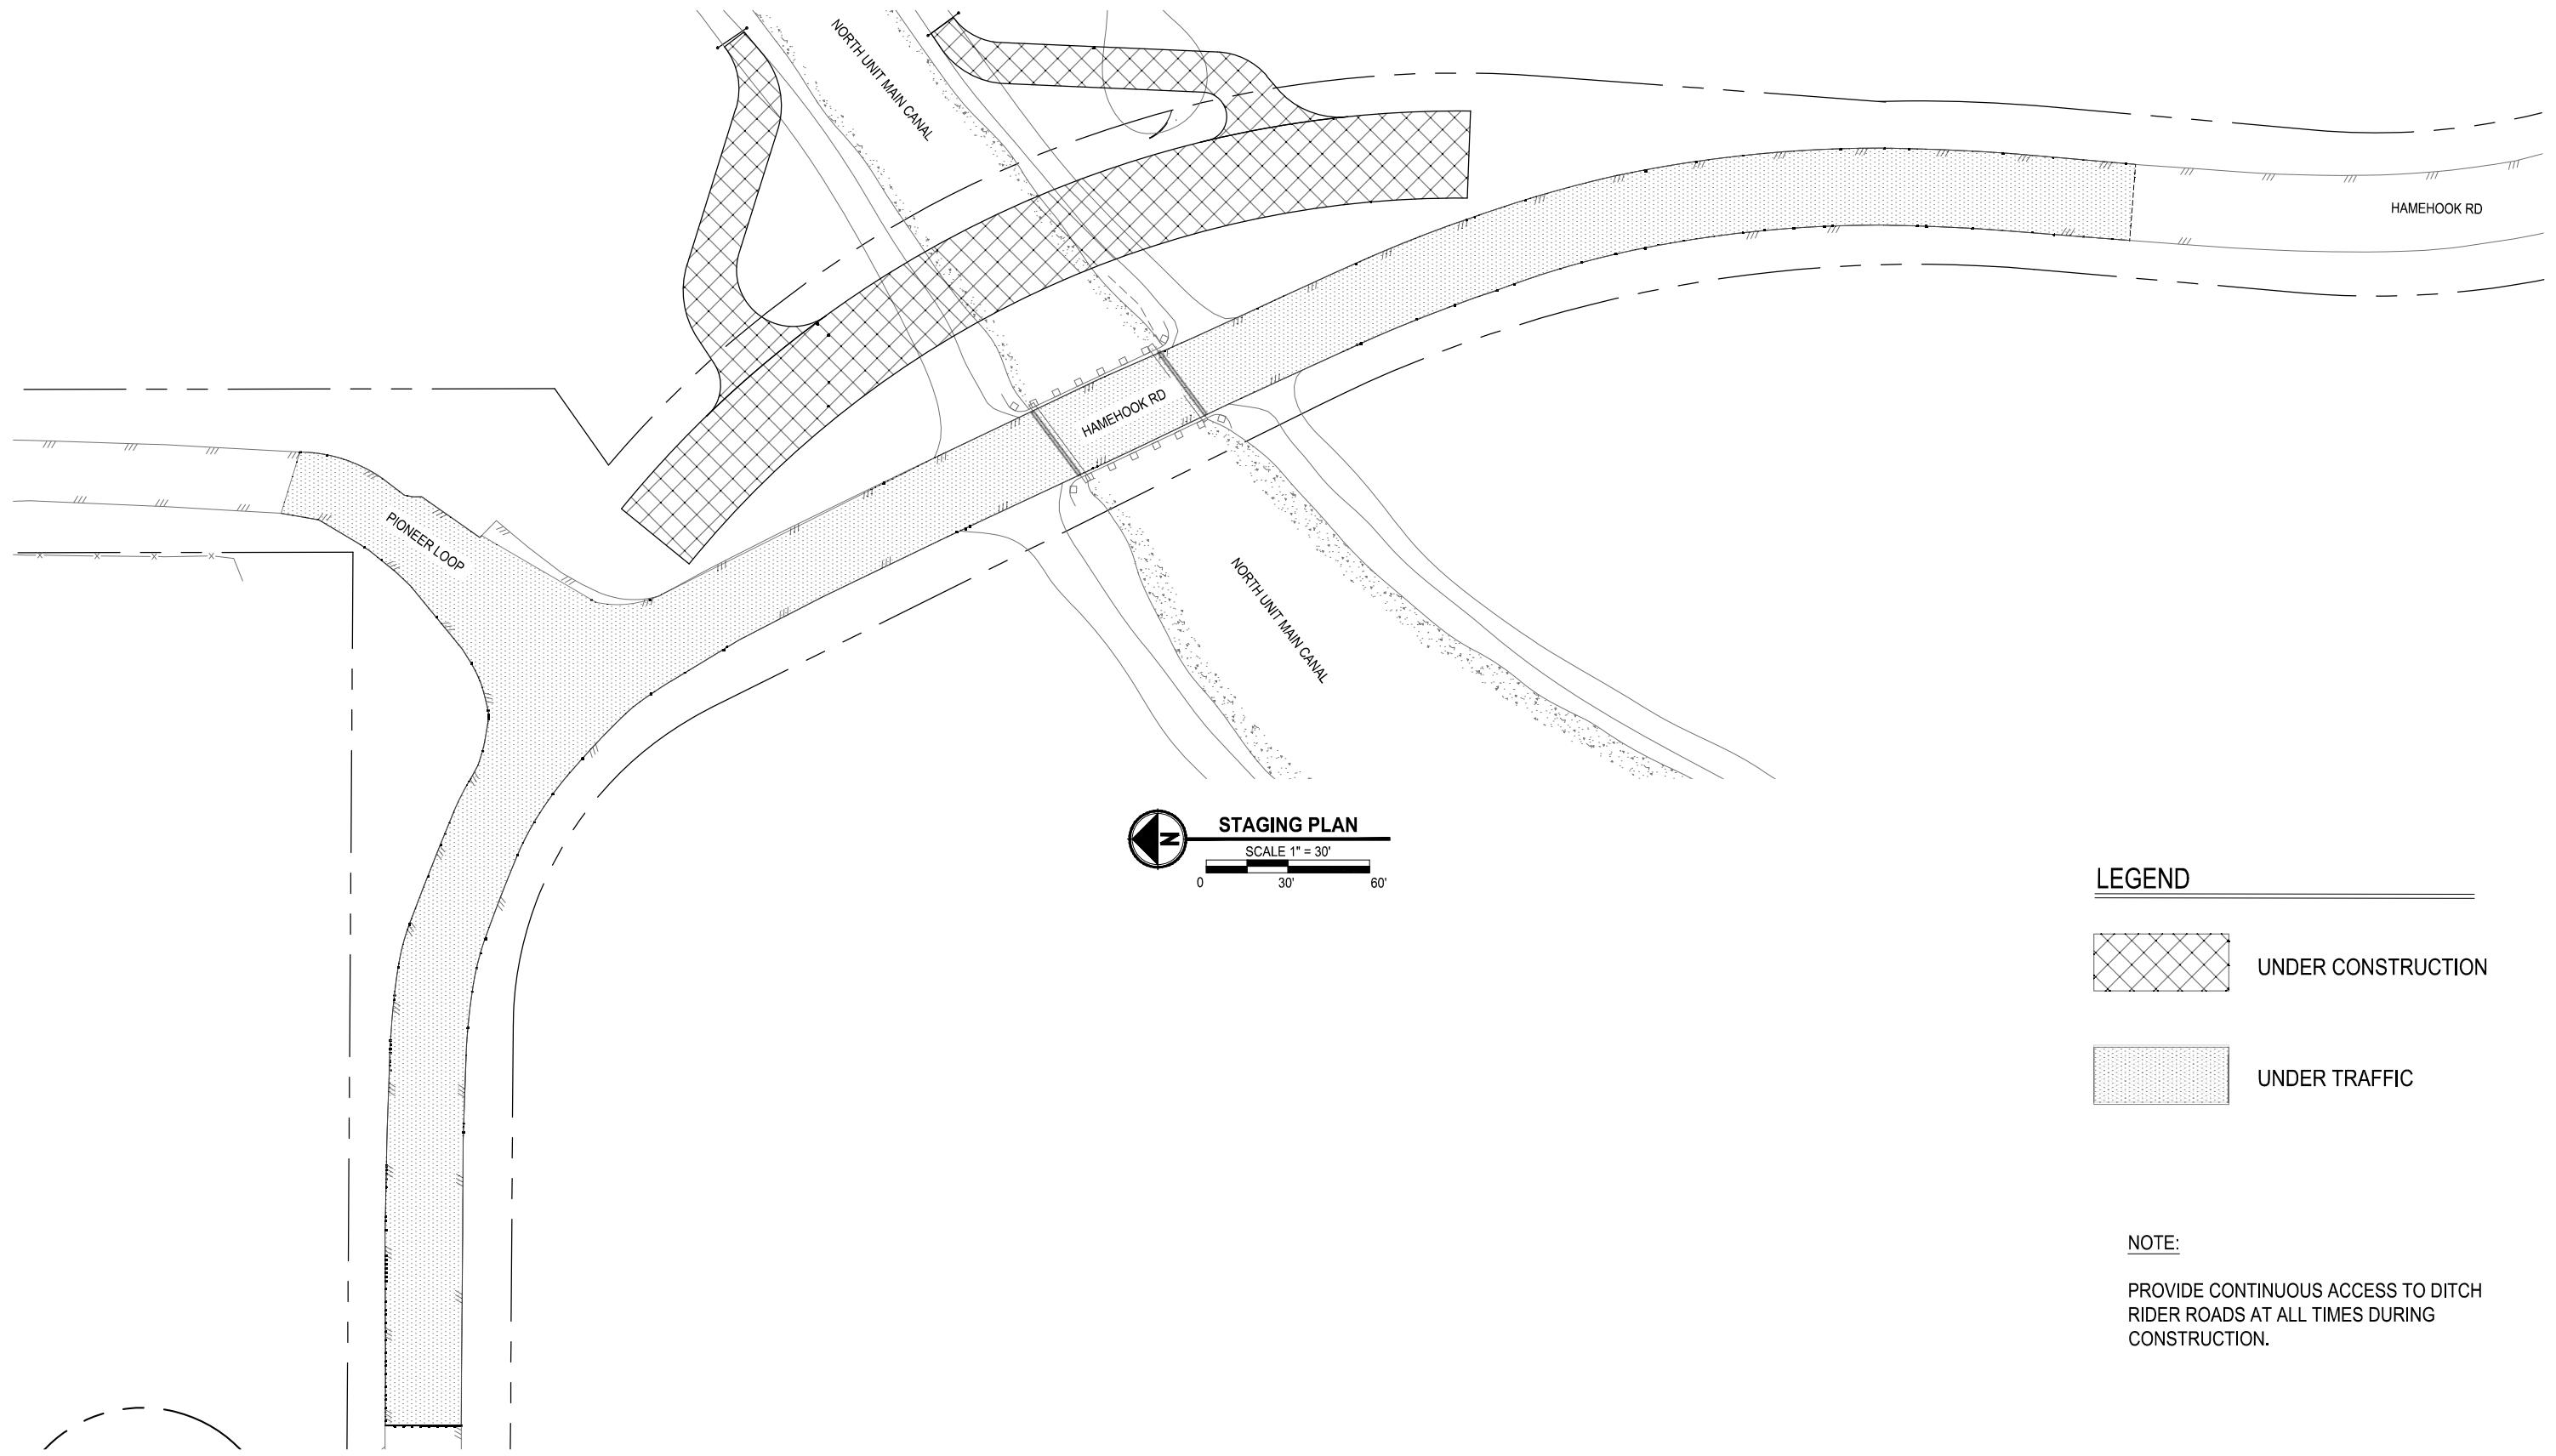 NORTH UNIT MAIN CANAL
HAMEHOOK RD
HAMEHOOK RD
PIONEER LOOP
NORTH UNIT MAIN CANAL
N
STAGING PLAN
SCALE 1" = 30'
0 30' 60'
LEGEND
UNDER CONSTRUCTION
UNDER TRAFFIC
NOTE:
PROVIDE CONTINUOUS ACCESS TO DITCH
RIDER ROADS AT ALL TIMES DURING
CONSTRUCTION.